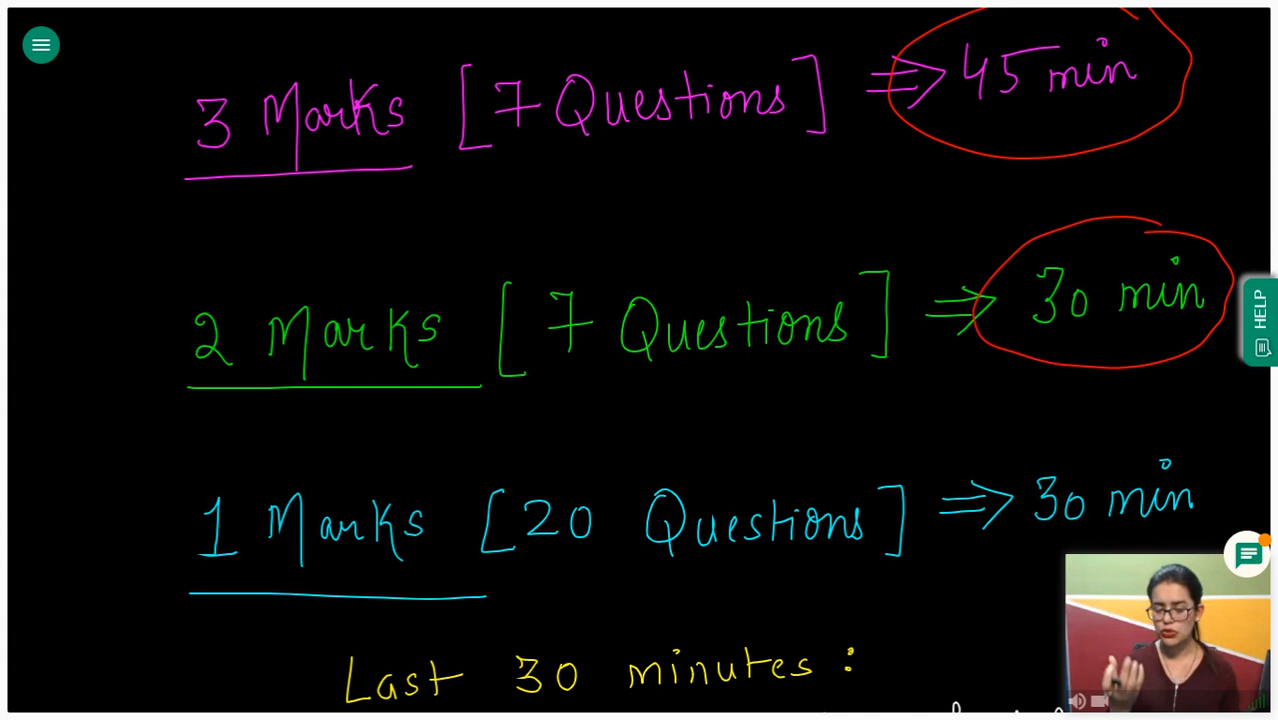 3 Marks [7 Questions] ⇒ 45 min
2 Marks [7 Questions] ⇒ 30 min
HELP
1 Marks [20 Questions] ⇒ 30 min
Last 30 minutes :